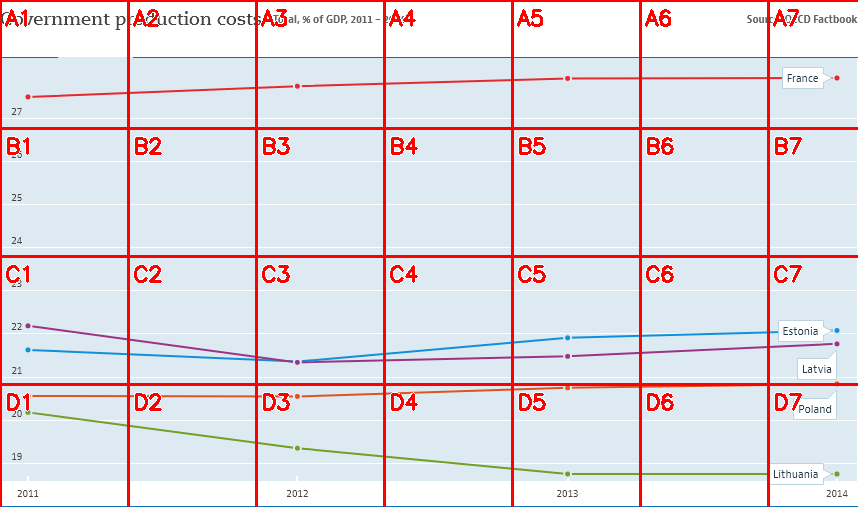 Government production costs Total, % of GDP, 2011 –
Source: OECD Factbook
A1 A2 A3 A4 A5 A6 A7
France
27
B1 B2 B3 B4 B5 B6 B7
26
25
24
C1 C2 C3 C4 C5 C6 C7
23
22
Estonia
21
Latvia
D1 D2 D3 D4 D5 D6 D7
Poland
20
19
Lithuania
2011 2012 2013 2014